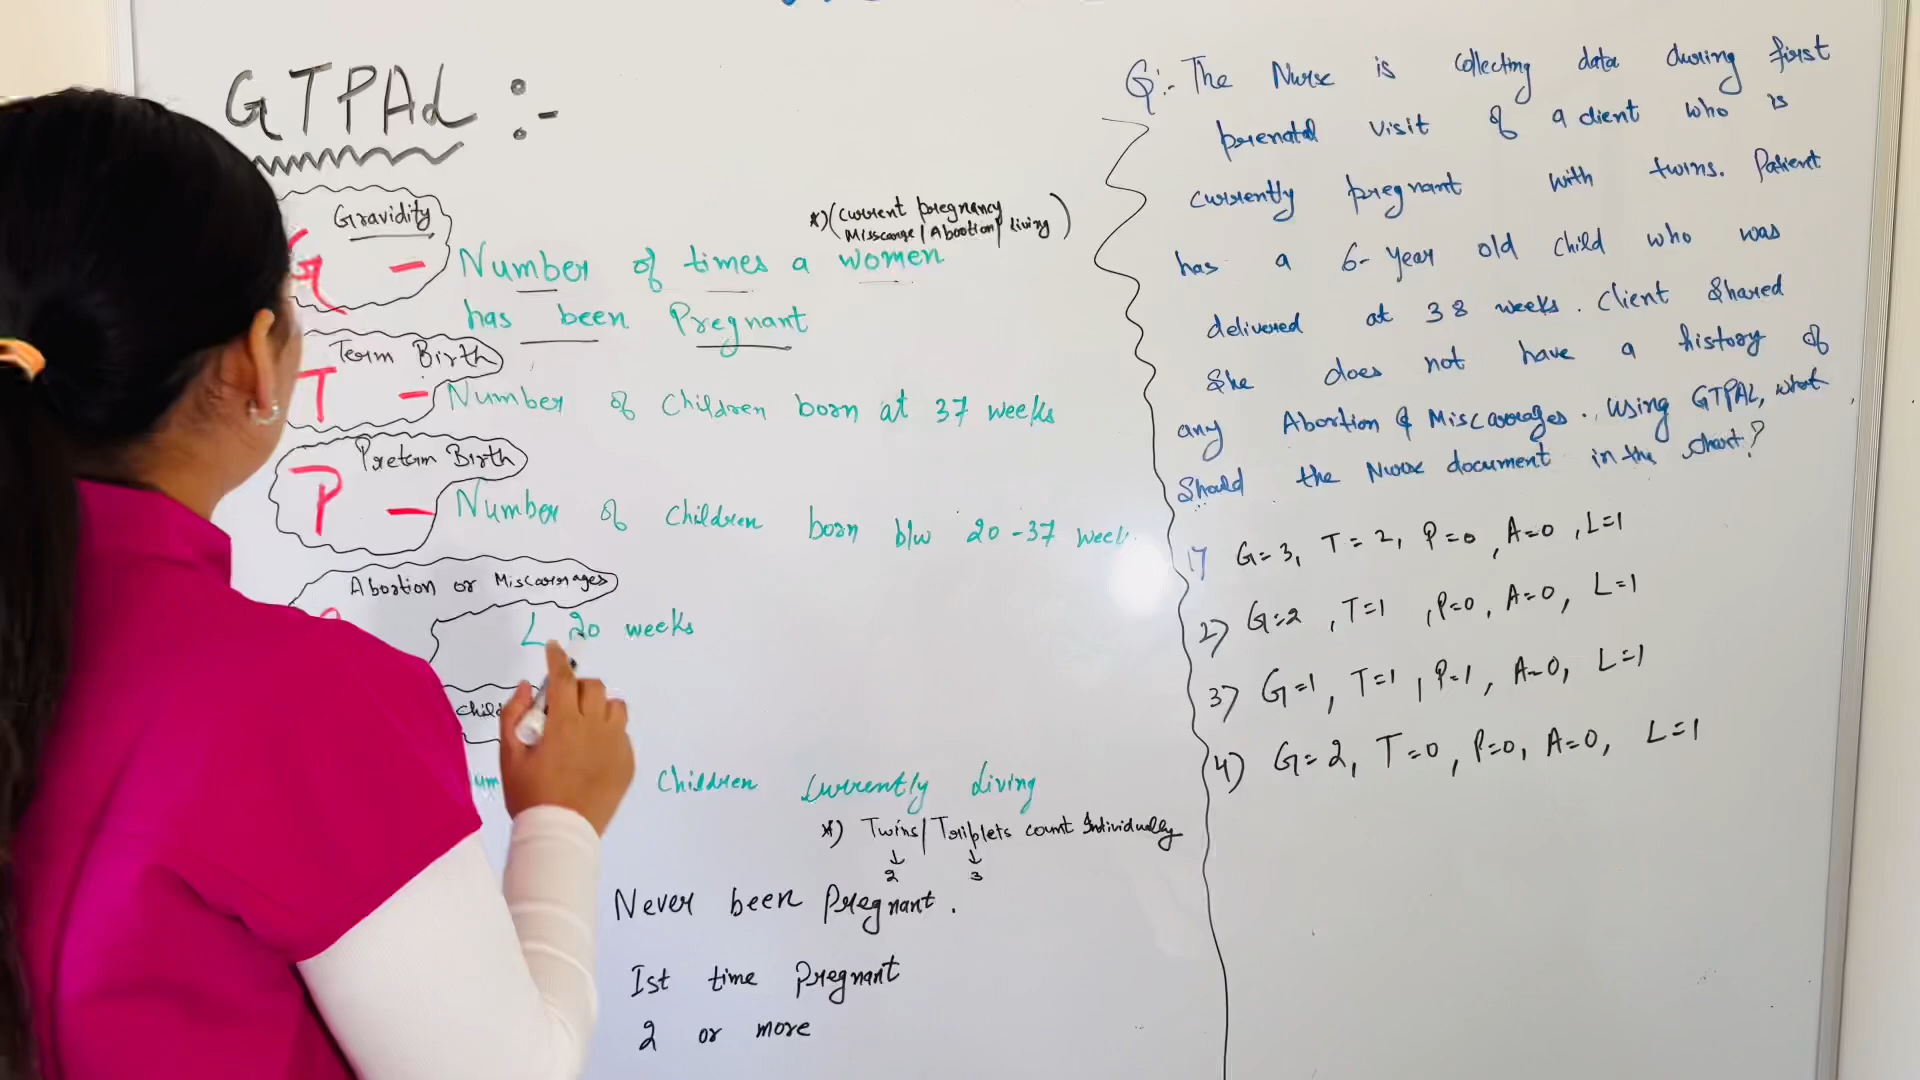 GTPAL :-
Gravidity
G - Number of times a women
*) (current pregnancy
Misscarrage / Abortion / living)
has been Pregnant
Term Birth
T - Number of Children born at 37 weeks
Preterm Birth
P - Number of Children born b/w 20-37 week
Abortion or Miscarriages
L 20 weeks
Children Currently living
*) Twins / Triplets count Individually
↓ ↓
2 3
Never been Pregnant.
Ist time Pregnant
2 or more
Q:- The Nurse is collecting data during first
prenatal visit of a client who is
currently pregnant with twins. Patient
has a 6-year old child who was
delivered at 38 weeks. Client Shared
She does not have a history of
any Abortion & Miscarrages. Using GTPAL, what
Should the Nurse document in the chart?
1) G=3, T=2, P=0, A=0, L=1
2) G=2, T=1, P=0, A=0, L=1
3) G=1, T=1, P=1, A=0, L=1
4) G=2, T=0, P=0, A=0, L=1